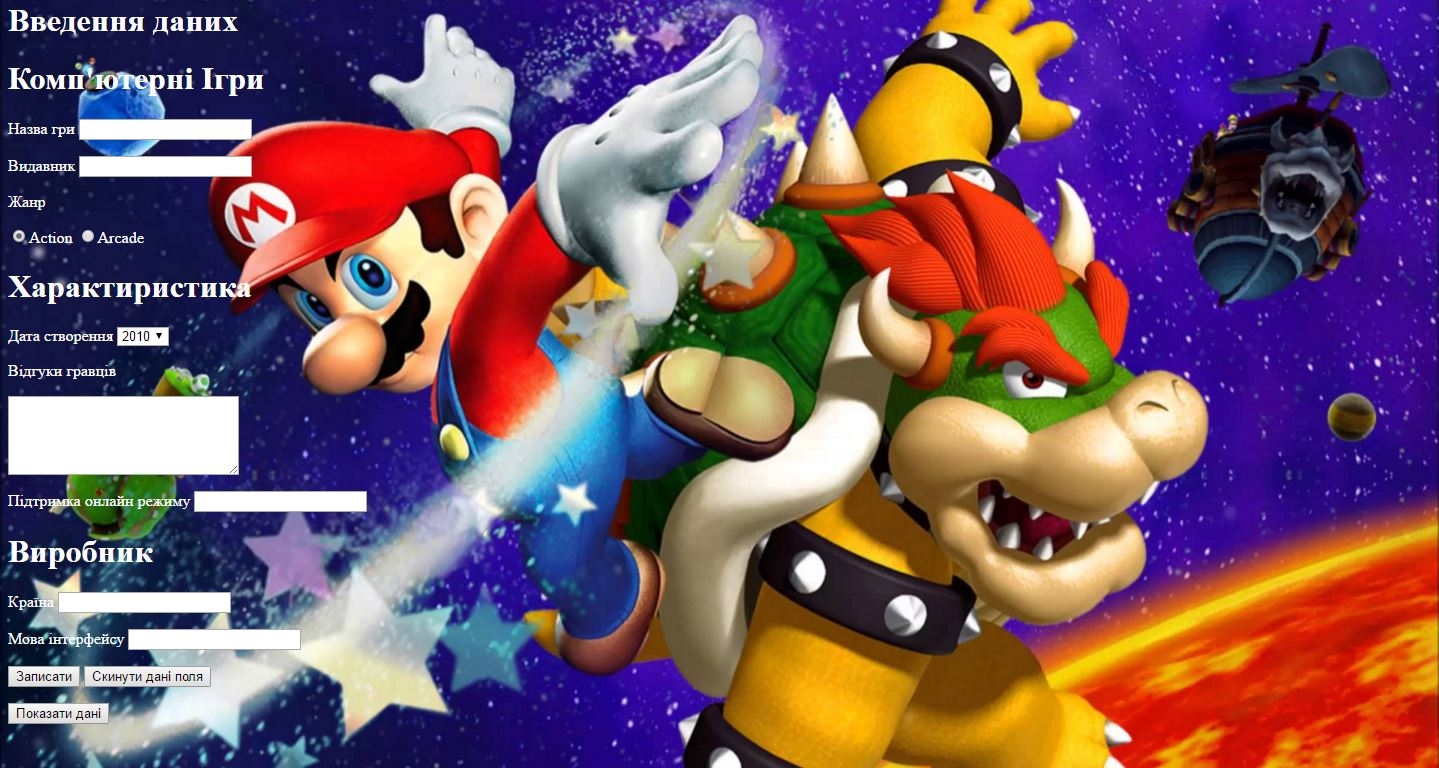 Введення даних
Комп'ютерні Ігри
Назва гри
Видавник
Жанр
Action Arcade
Характиристика
Дата створення 2010
Відгуки гравців
Підтримка онлайн режиму
Виробник
Країна
Мова інтерфейсу
Записати Скинути дані поля
Показати дані
M